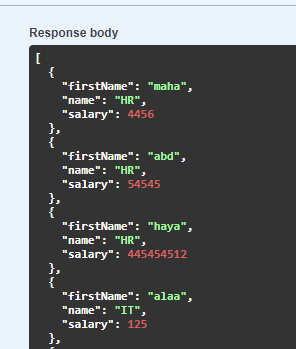 Response body
[
  {
    "firstName": "maha",
    "name": "HR",
    "salary": 4456
  },
  {
    "firstName": "abd",
    "name": "HR",
    "salary": 54545
  },
  {
    "firstName": "haya",
    "name": "HR",
    "salary": 445454512
  },
  {
    "firstName": "alaa",
    "name": "IT",
    "salary": 125
  },